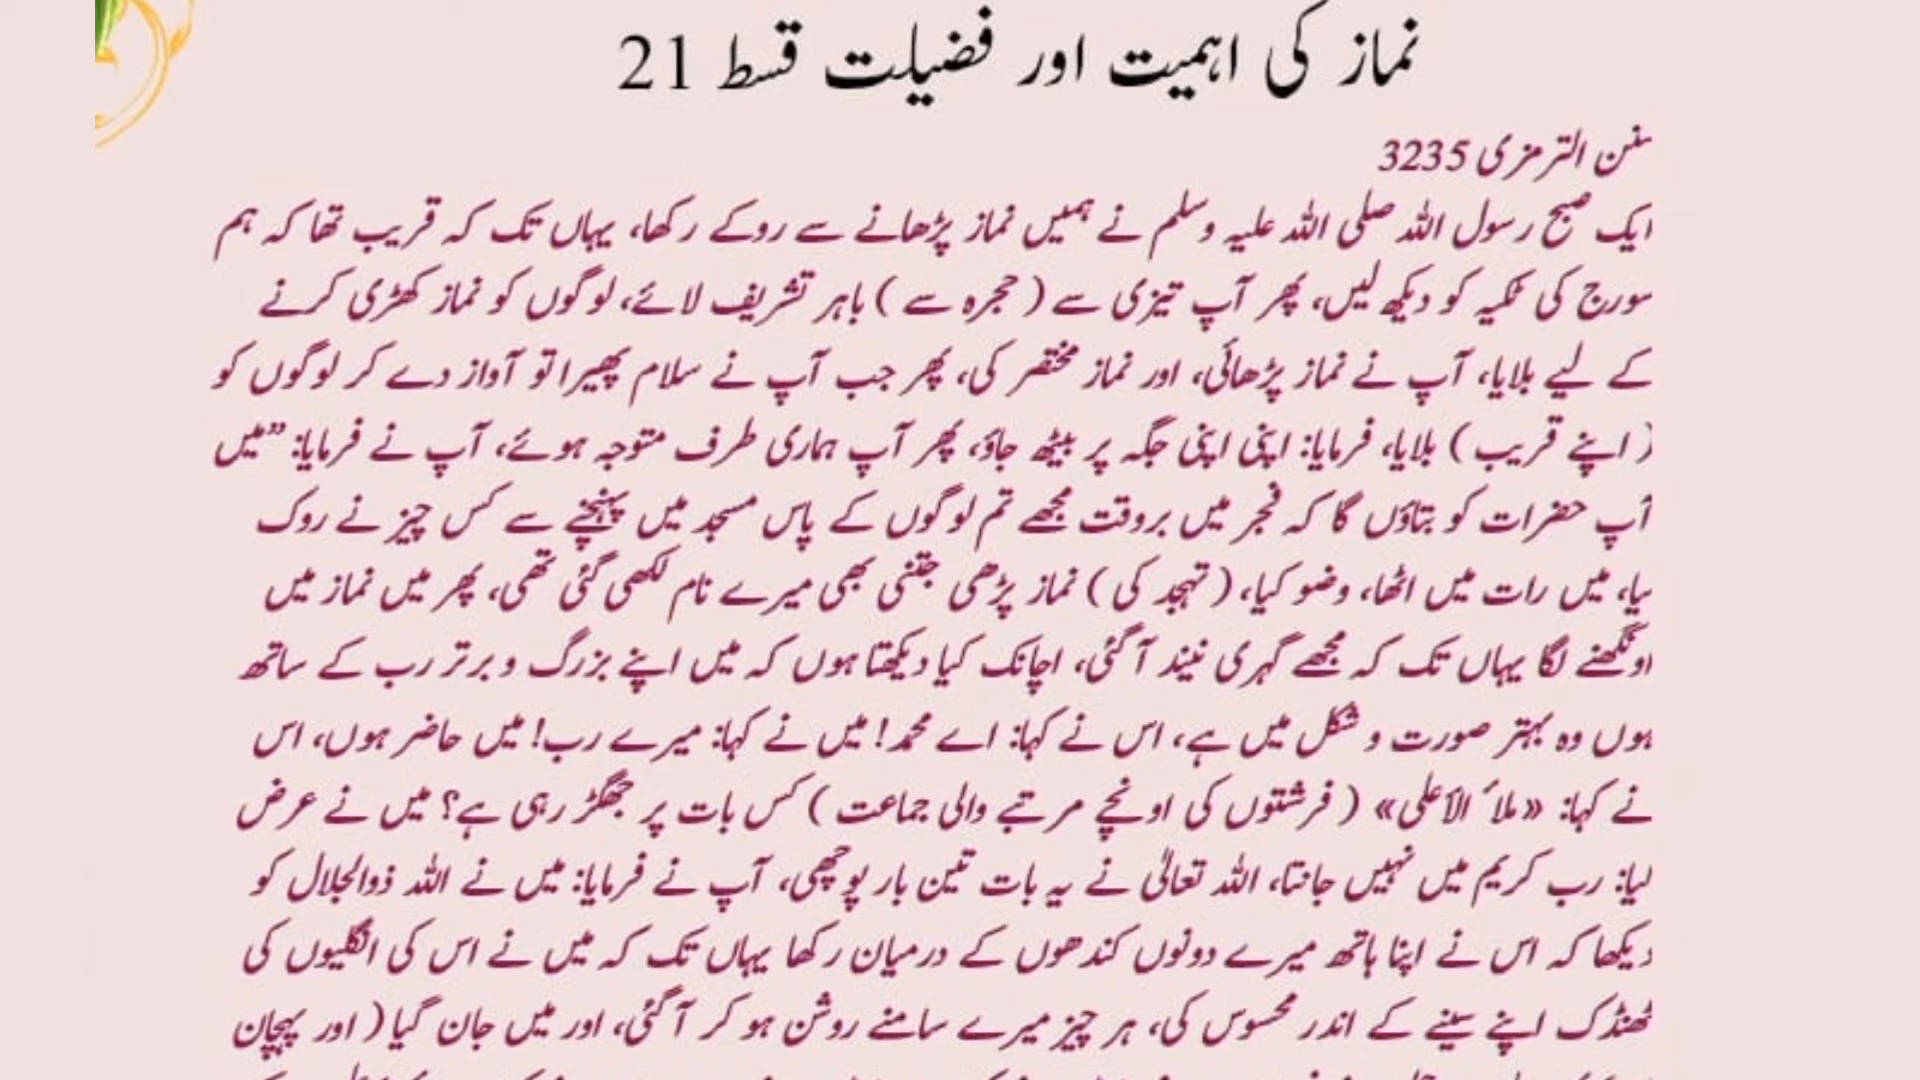 نماز کی اہمیت اور فضیلت قسط 21
سنن الترمزی 3235
ایک صبح رسول اللہ صلی اللہ علیہ وسلم نے ہمیں نماز پڑھانے سے روکے رکھا، یہاں تک کہ قریب تھا کہ ہم
سورج کی ٹکیہ کو دیکھ لیں، پھر آپ تیزی سے ( حجرہ سے ) باہر تشریف لائے، لوگوں کو نماز کھڑی کرنے
کے لیے بلایا، آپ نے نماز پڑھائی، اور نماز مختصر کی، پھر جب آپ نے سلام پھیرا تو آواز دے کر لوگوں کو
( اپنے قریب ) بلایا، فرمایا: اپنی اپنی جگہ پر بیٹھ جاؤ، پھر آپ ہماری طرف متوجہ ہوئے، آپ نے فرمایا: ”میں
آپ حضرات کو بتاؤں گا کہ فجر میں بروقت مجھے تم لوگوں کے پاس مسجد میں پہنچنے سے کس چیز نے روک
میں رات میں اٹھا، وضو کیا، ( تہجد کی ) نماز پڑھی جتنی بھی میرے نام لکھی گئی تھی، پھر میں نماز میں
اونگھنے لگا یہاں تک کہ مجھے گہری نیند آ گئی، اچانک کیا دیکھتا ہوں کہ میں اپنے بزرگ و برتر رب کے ساتھ
ہوں وہ بہتر صورت و شکل میں ہے، اس نے کہا: اے محمد! میں نے کہا: میرے رب! میں حاضر ہوں، اس
نے کہا: «ملأ الأعلی» ( فرشتوں کی اونچے مرتبے والی جماعت ) کس بات پر جھگڑ رہی ہے؟ میں نے عرض
رب کریم میں نہیں جانتا، اللہ تعالیٰ نے یہ بات تین بار پوچھی، آپ نے فرمایا: میں نے اللہ ذوالجلال کو
دیکھا کہ اس نے اپنا ہاتھ میرے دونوں کندھوں کے درمیان رکھا یہاں تک کہ میں نے اس کی انگلیوں کی
ٹھنڈک اپنے سینے کے اندر محسوس کی، ہر چیز میرے سامنے روشن ہو کر آ گئی، اور میں جان گیا ( اور پہچان